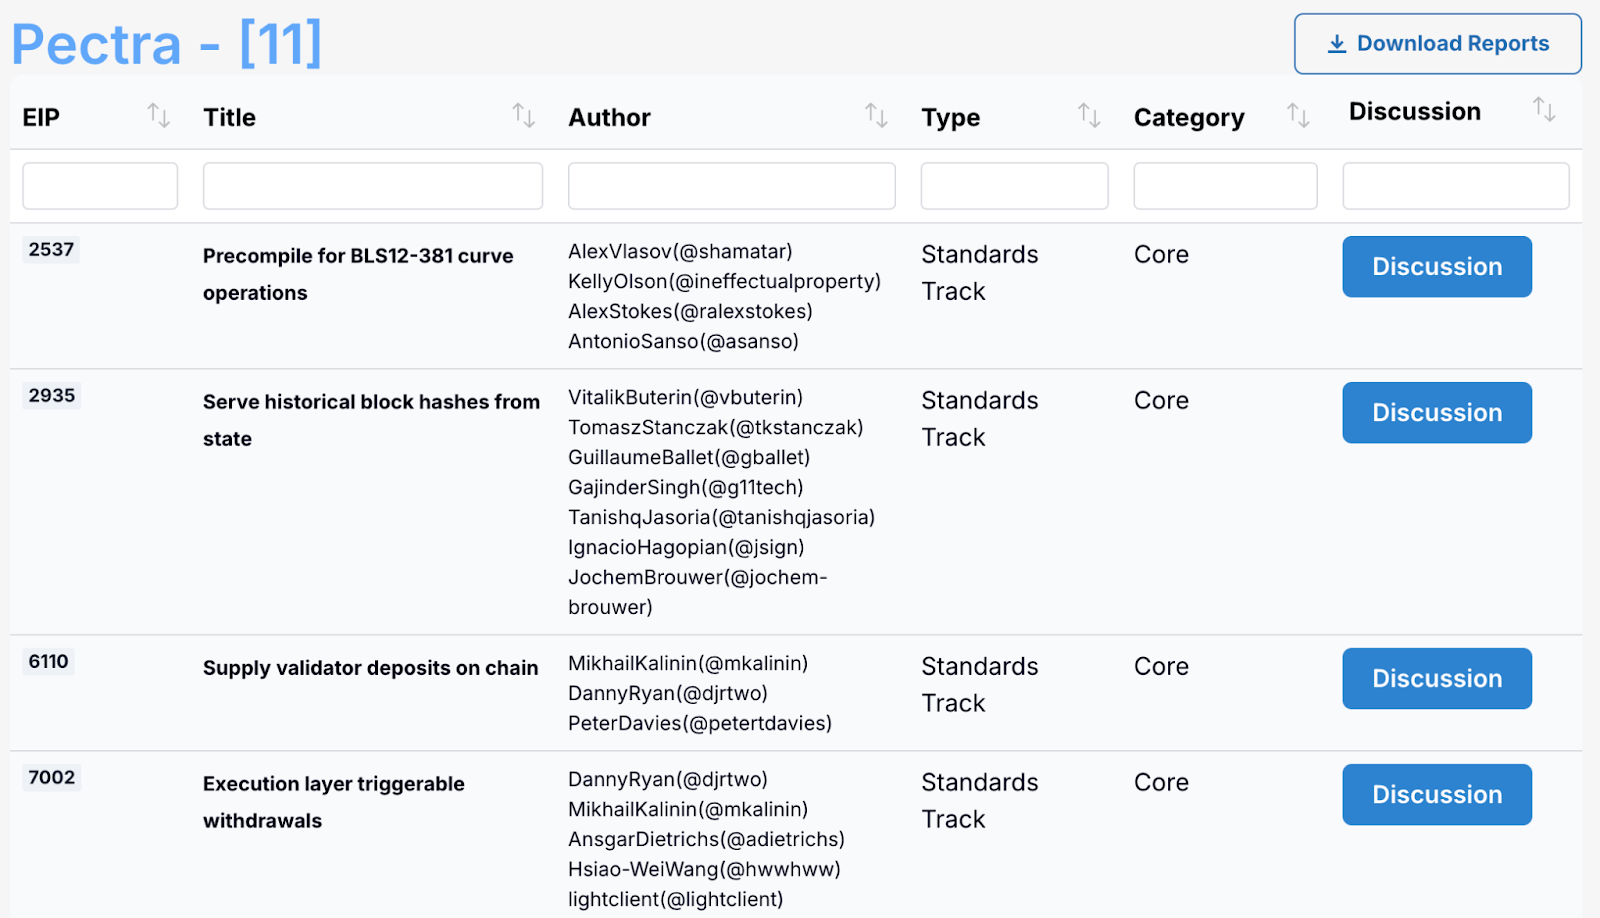 Pectra - [11]
Download Reports
EIP Title Author Type Category Discussion
2537
Precompile for BLS12-381 curve
operations
AlexVlasov(@shamatar)
KellyOlson(@ineffectualproperty)
AlexStokes(@ralexstokes)
AntonioSanso(@asanso)
Standards
Track
Core
Discussion
2935
Serve historical block hashes from
state
VitalikButerin(@vbuterin)
TomaszStanczak(@tkstanczak)
GuillaumeBallet(@gballet)
GajinderSingh(@g11tech)
TanishqJasoria(@tanishqjasoria)
IgnacioHagopian(@jsign)
JochemBrouwer(@jochem-
brouwer)
Standards
Track
Core
Discussion
6110
Supply validator deposits on chain
MikhailKalinin(@mkalinin)
DannyRyan(@djrtwo)
PeterDavies(@petertdavies)
Standards
Track
Core
Discussion
7002
Execution layer triggerable
withdrawals
DannyRyan(@djrtwo)
MikhailKalinin(@mkalinin)
AnsgarDietrichs(@adietrichs)
Hsiao-WeiWang(@hwwhww)
lightclient(@lightclient)
Standards
Track
Core
Discussion